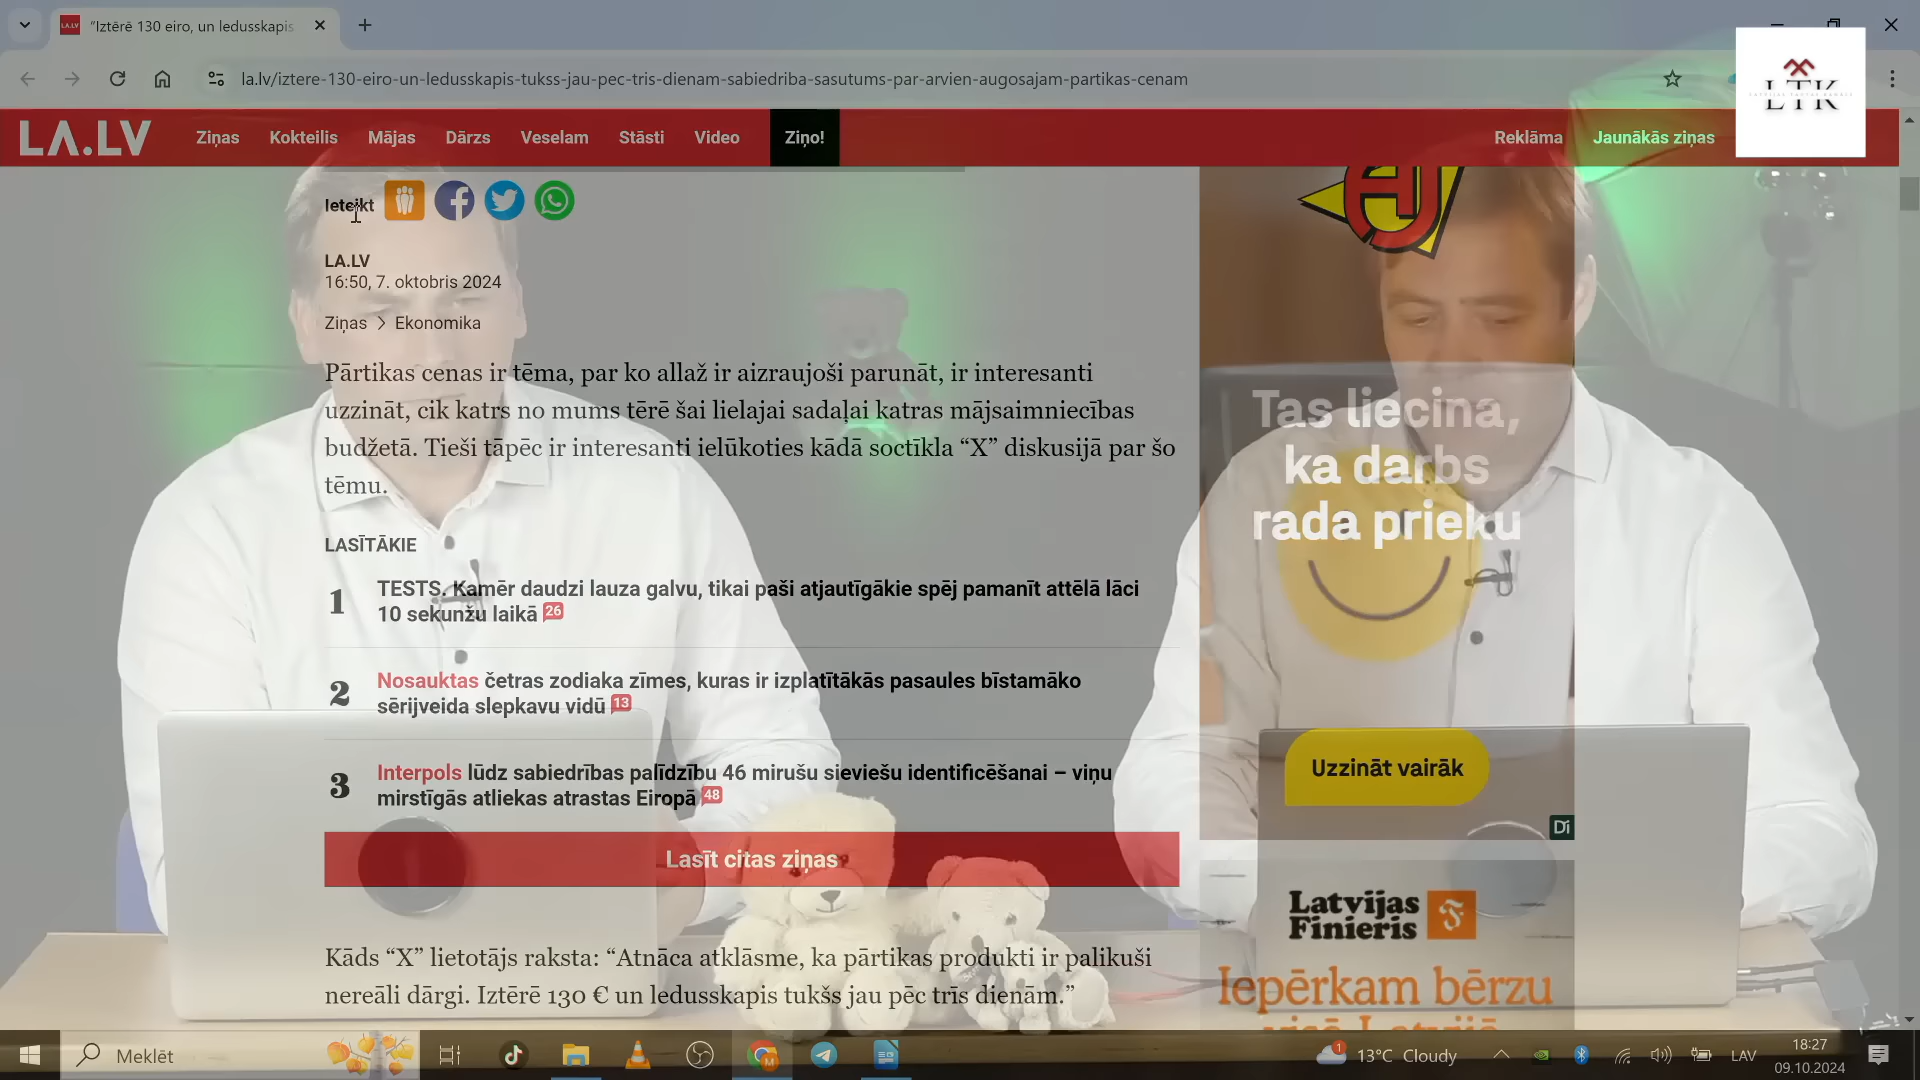 "Iztērē 130 eiro, un ledusskapis
la.lv/iztere-130-eiro-un-ledusskapis-tukss-jau-pec-tris-dienam-sabiedriba-sasutums-par-arvien-augosajam-partikas-cenam
LTK
LA.LV Ziņas Kokteilis Mājas Dārzs Veselam Stāsti Video Ziņo! Reklāma Jaunākās ziņas
Ieteikt
LA.LV
16:50, 7. oktobris 2024
Ziņas > Ekonomika
Pārtikas cenas ir tēma, par ko allaž ir aizraujoši parunāt, ir interesanti
uzzināt, cik katrs no mums tērē šai lielajai sadaļai katras mājsaimniecības
budžetā. Tieši tāpēc ir interesanti ielūkoties kādā soctīkla “X” diskusijā par šo
tēmu.
LASĪTĀKIE
1 TESTS. Kamēr daudzi lauza galvu, tikai paši atjautīgākie spēj pamanīt attēlā lāci
10 sekunžu laikā 26
2 Nosauktas četras zodiaka zīmes, kuras ir izplatītākās pasaules bīstamāko
sērijveida slepkavu vidū 13
3 Interpols lūdz sabiedrības palīdzību 46 mirušu sieviešu identificēšanai – viņu
mirstīgās atliekas atrastas Eiropā 48
Lasīt citas ziņas
Kāds “X” lietotājs raksta: “Atnāca atklāsme, ka pārtikas produkti ir palikuši
nereāli dārgi. Iztērē 130 € un ledusskapis tukšs jau pēc trīs dienām.”
Tas liecina,
ka darbs
rada prieku
Uzzināt vairāk
Di
Latvijas
Finieris
Iepērkam bērzu
visā Latvijā
Meklēt
1
13°C Cloudy
LAV
18:27
09.10.2024